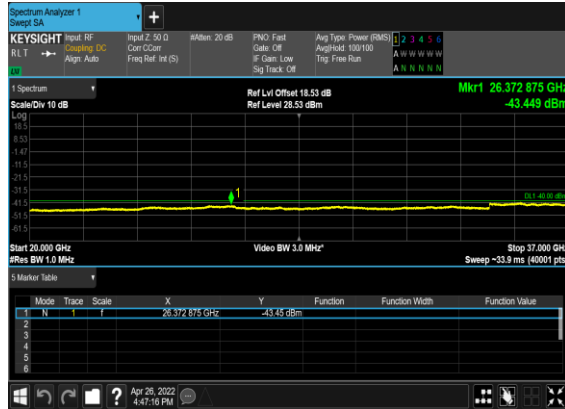 Spectrum Analyzer 1
Swept SA
+
KEYSIGHT Input: RF Input Z: 50 Ω #Atten: 20 dB PNO: Fast Avg Type: Power (RMS) 1 2 3 4 5 6
RLT Coupling: DC Corr CCorr Gate: Off Avg|Hold: 100/100 A W W W W W
Align: Auto Freq Ref: Int (S) IF Gain: Low Trig: Free Run
Sig Track: Off A N N N N N
1 Spectrum Ref Lvl Offset 18.53 dB Mkr1 26.372 875 GHz
Scale/Div 10 dB Ref Level 28.53 dBm -43.449 dBm
Log
18.5
8.53
-1.47
-11.5
-21.5
-31.5
1
DL1 -40.00 dBm
-41.5
-51.5
-61.5
Start 20.000 GHz Video BW 3.0 MHz* Stop 37.000 GHz
#Res BW 1.0 MHz Sweep ~33.9 ms (40001 pts)
5 Marker Table
Mode Trace Scale X Y Function Function Width Function Value
1 N 1 f 26.372 875 GHz -43.45 dBm
2
3
4
5
6
? Apr 26, 2022
4:47:16 PM